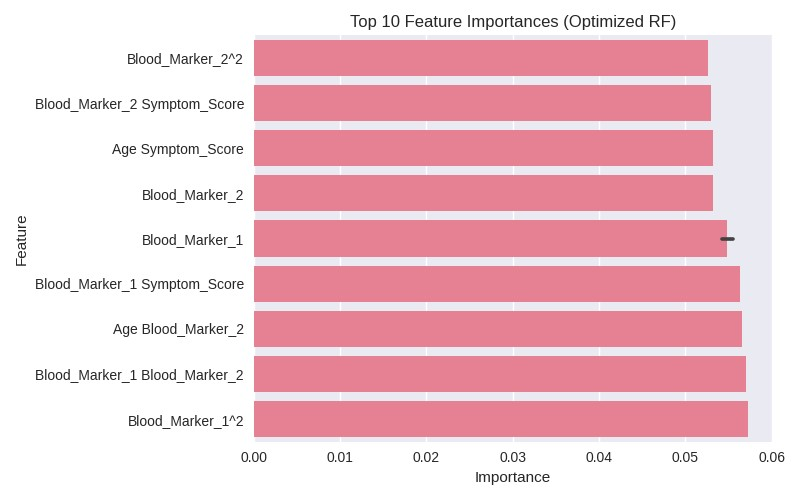 Top 10 Feature Importances (Optimized RF)
Feature
Blood_Marker_2^2
Blood_Marker_2 Symptom_Score
Age Symptom_Score
Blood_Marker_2
Blood_Marker_1
Blood_Marker_1 Symptom_Score
Age Blood_Marker_2
Blood_Marker_1 Blood_Marker_2
Blood_Marker_1^2
0.00 0.01 0.02 0.03 0.04 0.05 0.06
Importance